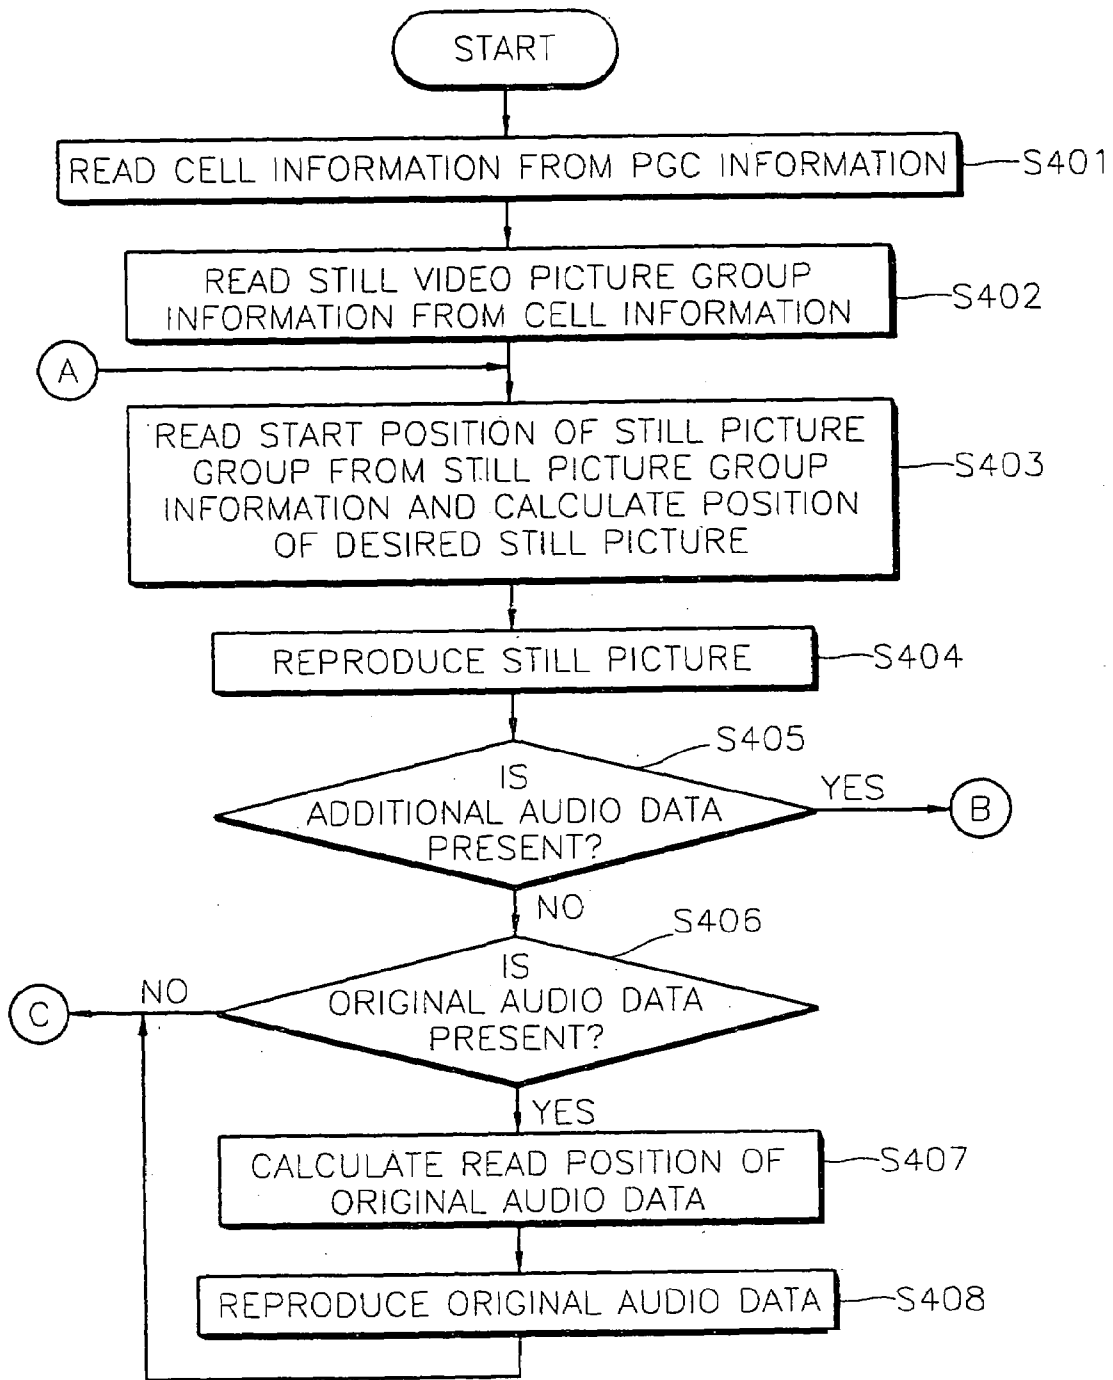 START
READ CELL INFORMATION FROM PGC INFORMATION
S401
READ STILL VIDEO PICTURE GROUP
INFORMATION FROM CELL INFORMATION
S402
A
READ START POSITION OF STILL PICTURE
GROUP FROM STILL PICTURE GROUP
INFORMATION AND CALCULATE POSITION
OF DESIRED STILL PICTURE
S403
REPRODUCE STILL PICTURE
S404
S405
IS
ADDITIONAL AUDIO DATA
PRESENT?
YES
B
NO
S406
IS
ORIGINAL AUDIO DATA
PRESENT?
NO
C
YES
CALCULATE READ POSITION OF
ORIGINAL AUDIO DATA
S407
REPRODUCE ORIGINAL AUDIO DATA
S408